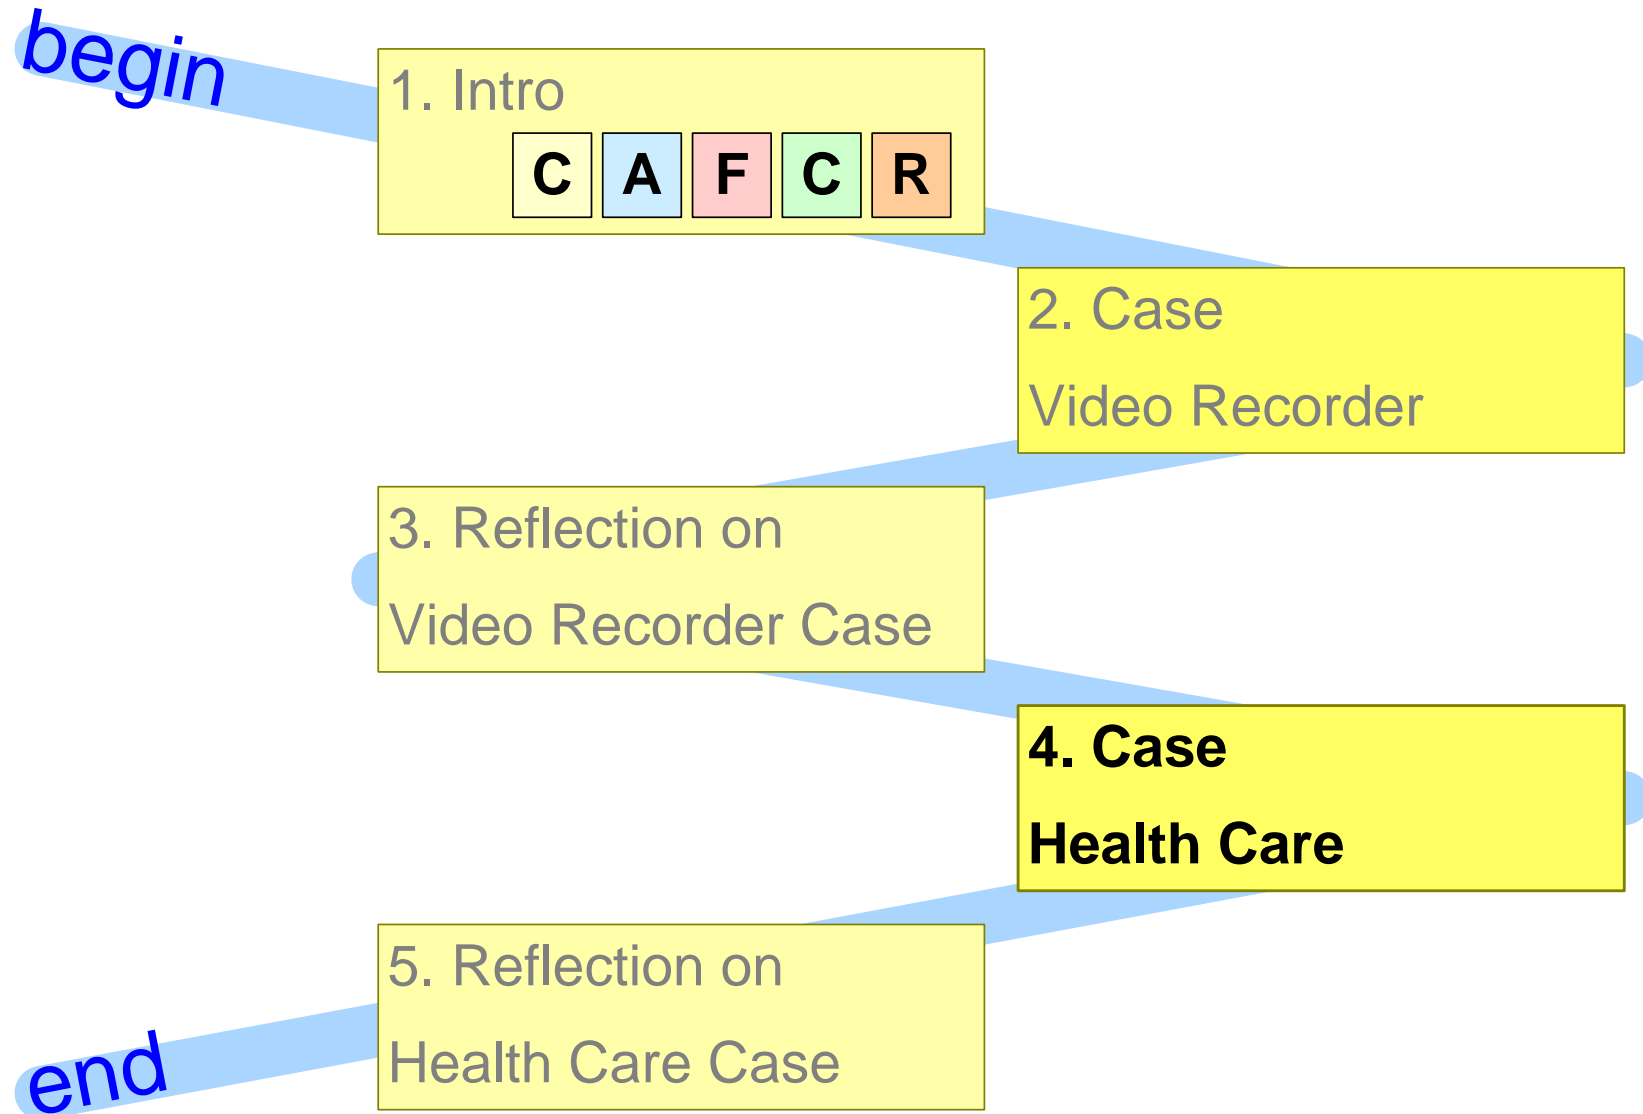 begin
1. Intro
C A F C R
2. Case
Video Recorder
3. Reflection on
Video Recorder Case
4. Case
Health Care
5. Reflection on
Health Care Case
end